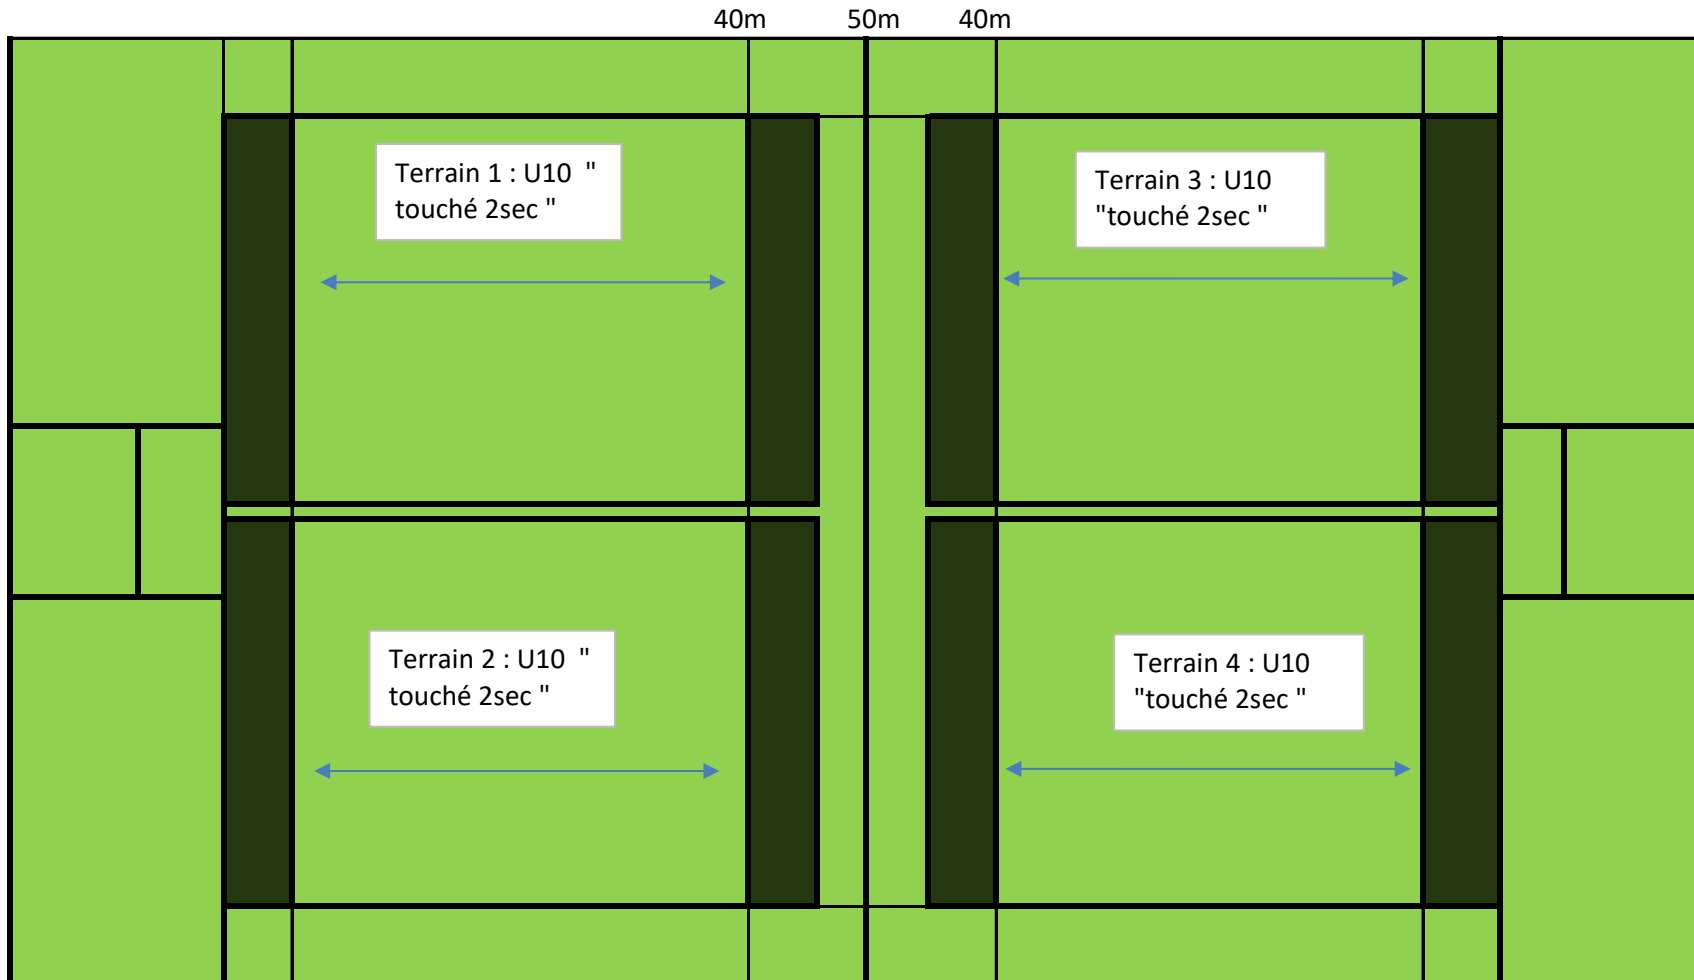 40m 50m 40m
Terrain 1 : U10 "
touché 2sec "
Terrain 3 : U10
"touché 2sec "
Terrain 2 : U10 "
touché 2sec "
Terrain 4 : U10
"touché 2sec "